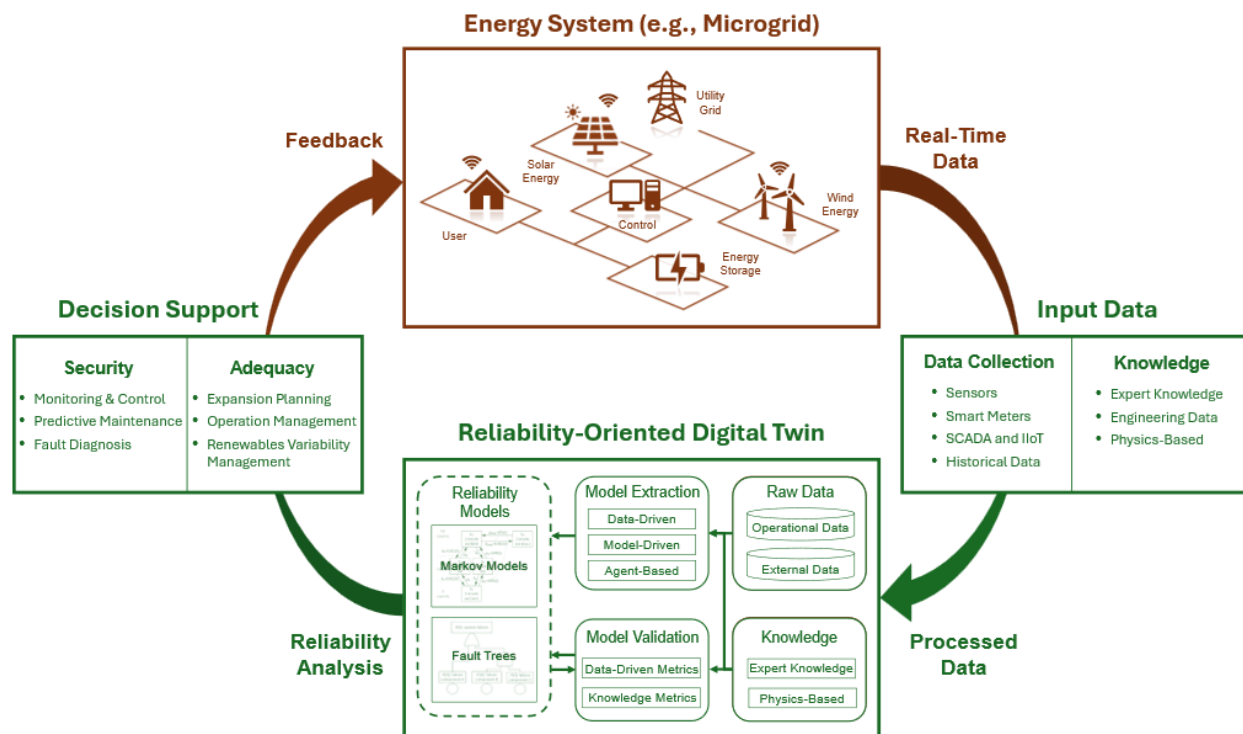 Energy System (e.g., Microgrid)
Utility
Grid
Feedback
Real-Time
Data
Solar
Energy
Wind
Energy
User
Control
Energy
Storage
Decision Support
Input Data
Security
Monitoring & Control
Predictive Maintenance
Fault Diagnosis
Adequacy
Expansion Planning
Operation Management
Renewables Variability
Management
Data Collection
Sensors
Smart Meters
SCADA and IIoT
Historical Data
Knowledge
Expert Knowledge
Engineering Data
Physics-Based
Reliability-Oriented Digital Twin
Reliability
Models
Markov Models
Fault Trees
Model Extraction
Data-Driven
Model-Driven
Agent-Based
Raw Data
Operational Data
External Data
Model Validation
Data-Driven Metrics
Knowledge Metrics
Knowledge
Expert Knowledge
Physics-Based
Reliability
Analysis
Processed
Data